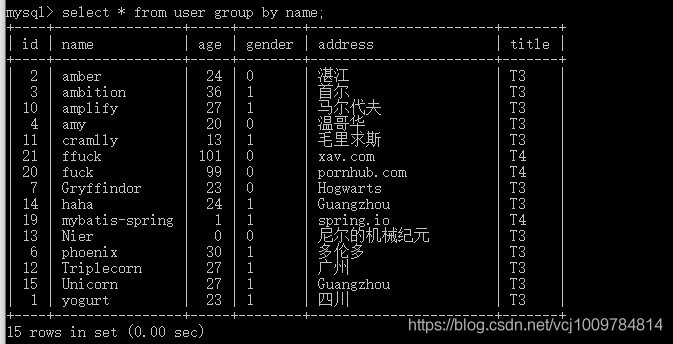 mysql> select * from user group by name;
| id | name | age | gender | address | title |
| 2 | amber | 24 | 0 | 湛江 | T3 |
| 3 | ambition | 36 | 1 | 首尔 | T3 |
| 10 | amplify | 27 | 1 | 马尔代夫 | T3 |
| 4 | amy | 20 | 0 | 温哥华 | T3 |
| 11 | cramlly | 13 | 1 | 毛里求斯 | T3 |
| 21 | ffuck | 101 | 0 | xav.com | T4 |
| 20 | fuck | 99 | 0 | pornhub.com | T4 |
| 7 | Gryffindor | 23 | 0 | Hogwarts | T3 |
| 14 | haha | 24 | 1 | Guangzhou | T3 |
| 19 | mybatis-spring | 1 | 1 | spring.io | T4 |
| 13 | Nier | 0 | 0 | 尼尔的机械纪元 | T3 |
| 6 | phoenix | 30 | 1 | 多伦多 | T3 |
| 12 | Triplecorn | 27 | 1 | 广州 | T3 |
| 15 | Unicorn | 27 | 1 | Guangzhou | T3 |
| 1 | yogurt | 23 | 1 | 四川 | T3 |
15 rows in set (0.00 sec)
https://blog.csdn.net/vcj1009784814